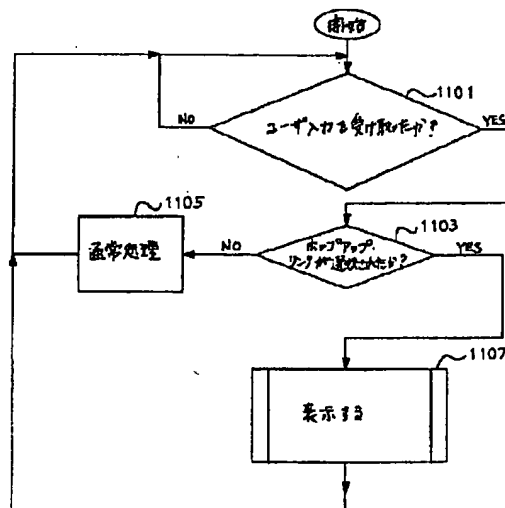 開始
1101
ユーザ入力を受け取ったか?
NO
YES
1105
1103
通常処理
NO
ポップアップ・
リンクが選択されたか?
YES
1107
表示する